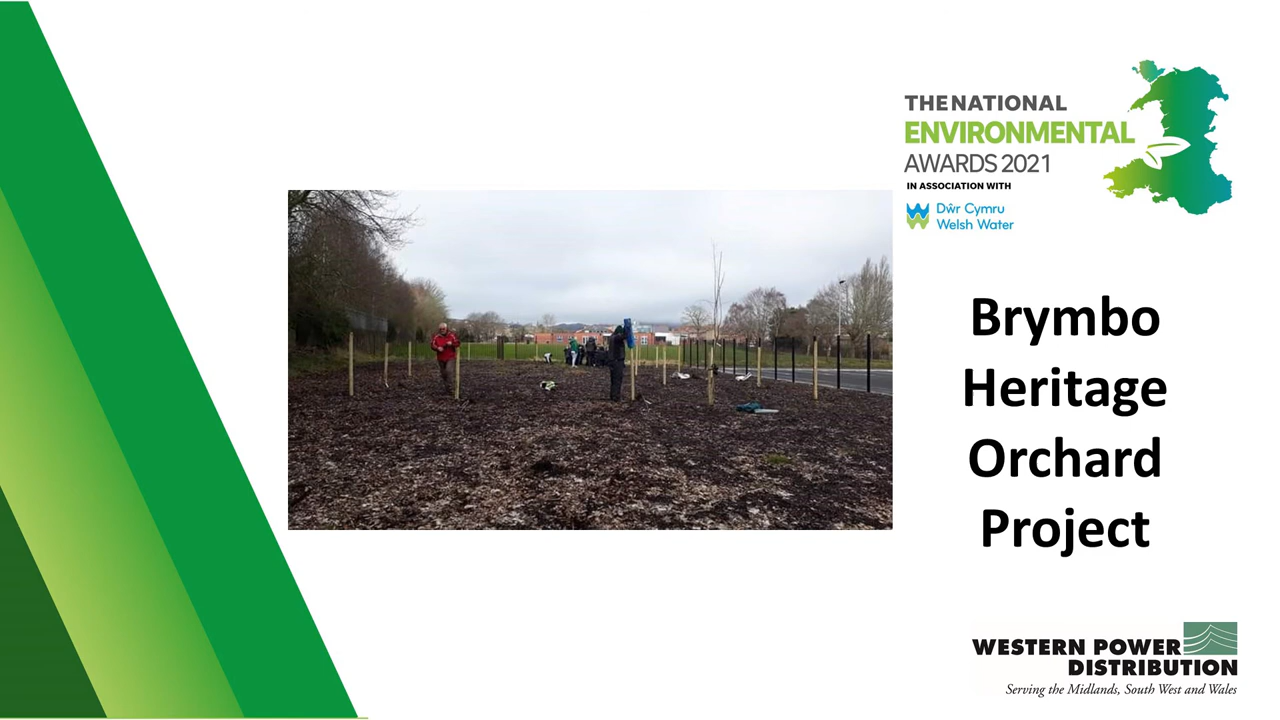 THE NATIONAL
ENVIRONMENTAL
AWARDS 2021
IN ASSOCIATION WITH
Dŵr Cymru
Welsh Water
Brymbo
Heritage
Orchard
Project
WESTERN POWER
DISTRIBUTION
Serving the Midlands, South West and Wales